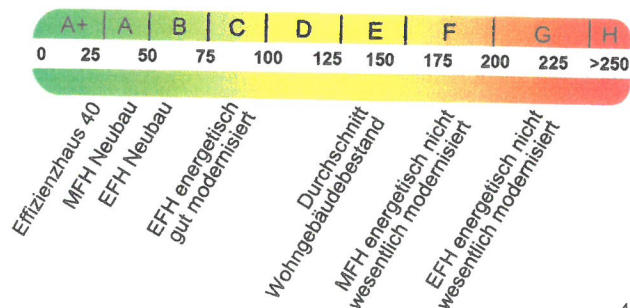 A+ A B C D E F G H
0 25 50 75 100 125 150 175 200 225 >250
Effizienzhaus 40
MFH Neubau
EFH Neubau
EFH energetisch
gut modernisiert
Durchschnitt
Wohngebäudebestand
MFH energetisch nicht
wesentlich modernisiert
EFH energetisch nicht
wesentlich modernisiert